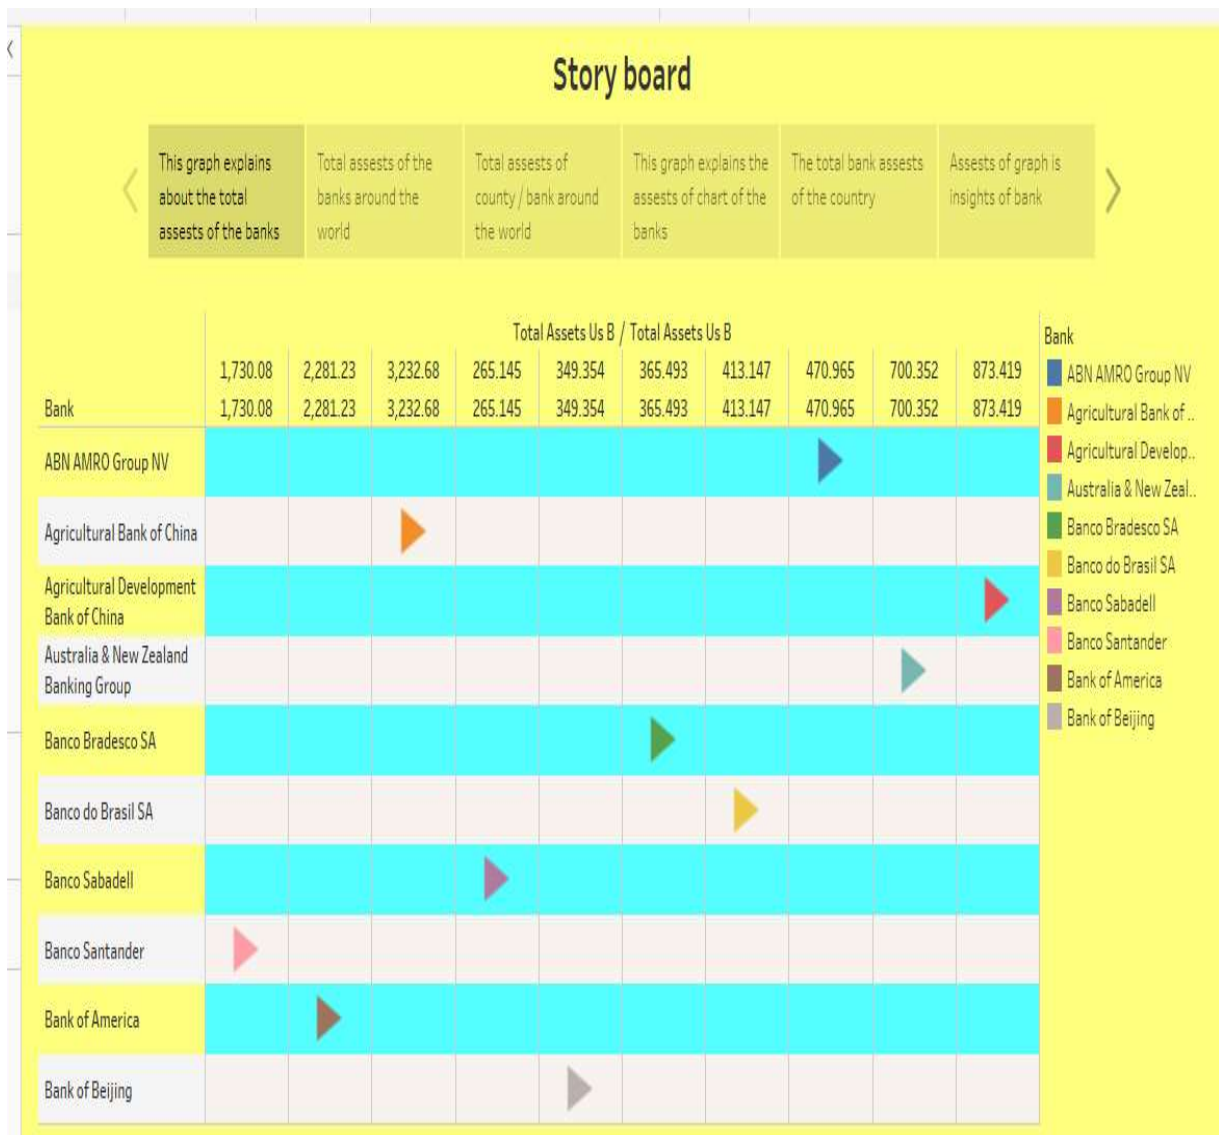 Story board
This graph explains
about the total
assests of the banks
Total assests of the
banks around the
world
Total assests of
county / bank around
the world
This graph explains the
assests of chart of the
banks
The total bank assests
of the country
Assests of graph is
insights of bank
Total Assets Us B / Total Assets Us B
1,730.08 2,281.23 3,232.68 265.145 349.354 365.493 413.147 470.965 700.352 873.419
Bank 1,730.08 2,281.23 3,232.68 265.145 349.354 365.493 413.147 470.965 700.352 873.419
ABN AMRO Group NV
Agricultural Bank of China
Agricultural Development
Bank of China
Australia & New Zealand
Banking Group
Banco Bradesco SA
Banco do Brasil SA
Banco Sabadell
Banco Santander
Bank of America
Bank of Beijing
Bank
ABN AMRO Group NV
Agricultural Bank of ..
Agricultural Develop..
Australia & New Zeal..
Banco Bradesco SA
Banco do Brasil SA
Banco Sabadell
Banco Santander
Bank of America
Bank of Beijing